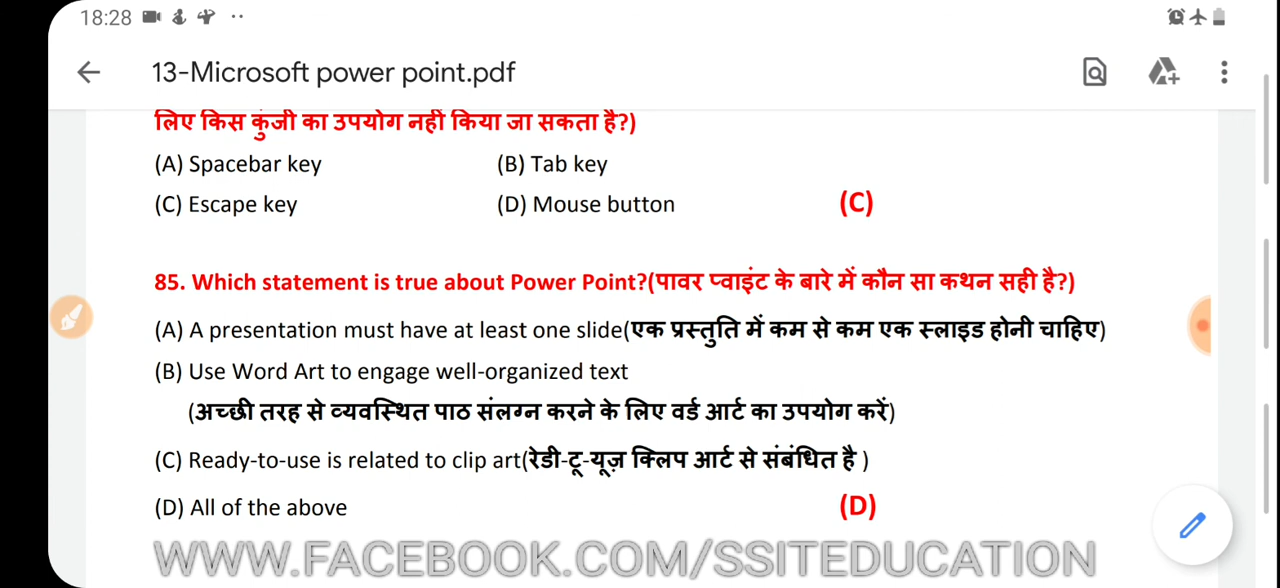 18:28
13-Microsoft power point.pdf
लिए किस कुंजी का उपयोग नहीं किया जा सकता है?)
(A) Spacebar key (B) Tab key
(C) Escape key (D) Mouse button (C)
85. Which statement is true about Power Point?(पावर प्वाइंट के बारे में कौन सा कथन सही है?)
(A) A presentation must have at least one slide(एक प्रस्तुति में कम से कम एक स्लाइड होनी चाहिए)
(B) Use Word Art to engage well-organized text
(अच्छी तरह से व्यवस्थित पाठ संलग्न करने के लिए वर्ड आर्ट का उपयोग करें)
(C) Ready-to-use is related to clip art(रेडी-टू-यूज़ क्लिप आर्ट से संबंधित है )
(D) All of the above (D)
WWW.FACEBOOK.COM/SSITEDUCATION